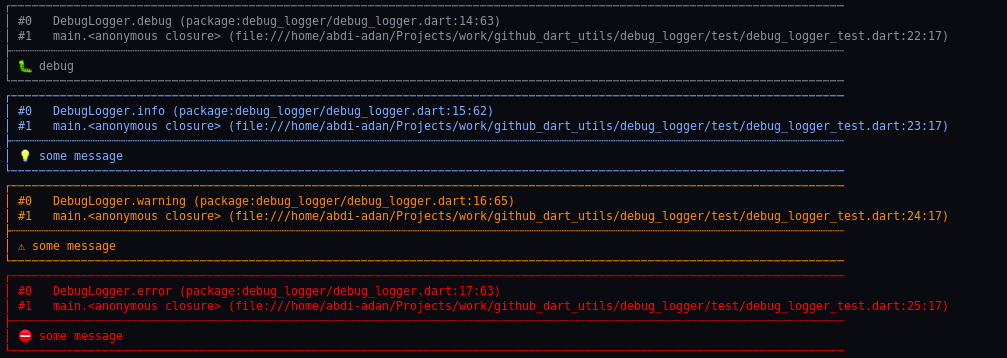 #0   DebugLogger.debug (package:debug_logger/debug_logger.dart:14:63)
#1   main.<anonymous closure> (file:///home/abdi-adan/Projects/work/github_dart_utils/debug_logger/test/debug_logger_test.dart:22:17)
🐛 debug
#0   DebugLogger.info (package:debug_logger/debug_logger.dart:15:62)
#1   main.<anonymous closure> (file:///home/abdi-adan/Projects/work/github_dart_utils/debug_logger/test/debug_logger_test.dart:23:17)
💡 some message
#0   DebugLogger.warning (package:debug_logger/debug_logger.dart:16:65)
#1   main.<anonymous closure> (file:///home/abdi-adan/Projects/work/github_dart_utils/debug_logger/test/debug_logger_test.dart:24:17)
⚠ some message
#0   DebugLogger.error (package:debug_logger/debug_logger.dart:17:63)
#1   main.<anonymous closure> (file:///home/abdi-adan/Projects/work/github_dart_utils/debug_logger/test/debug_logger_test.dart:25:17)
⛔ some message